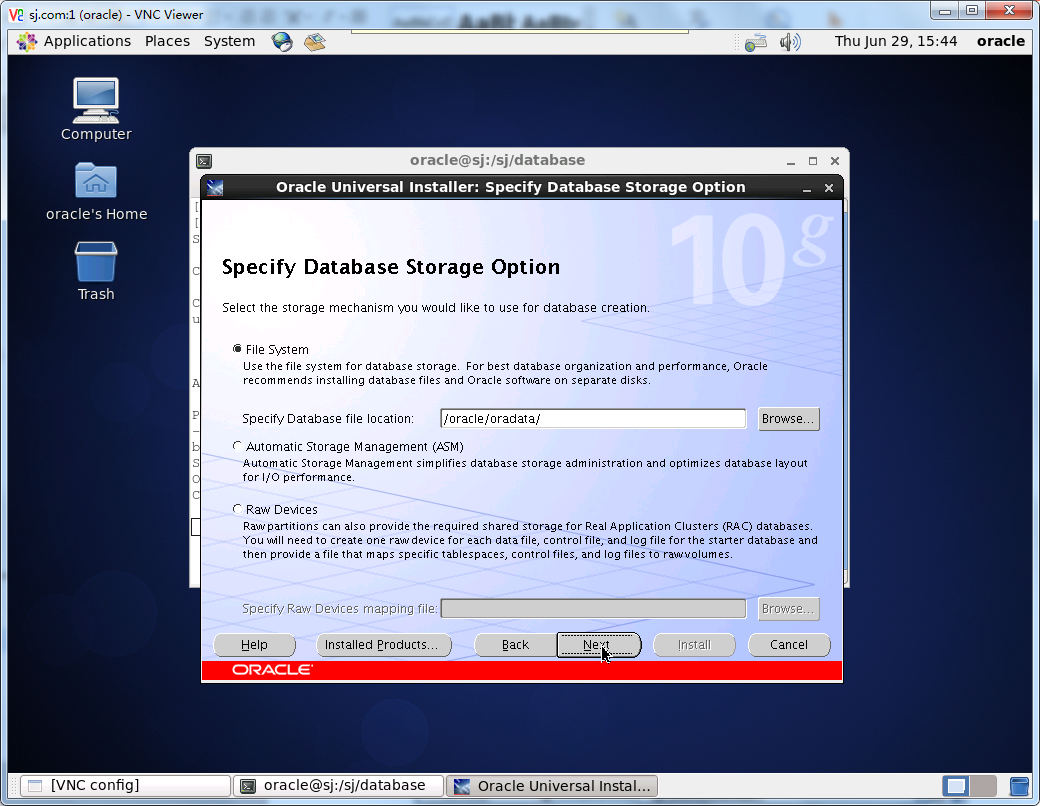 sj.com:1 (oracle) - VNC Viewer
Applications Places System
Thu Jun 29, 15:44 oracle
Computer
oracle's Home
Trash
oracle@sj:/sj/database
Oracle Universal Installer: Specify Database Storage Option
10g
Specify Database Storage Option
Select the storage mechanism you would like to use for database creation.
File System
Use the file system for database storage. For best database organization and performance, Oracle
recommends installing database files and Oracle software on separate disks.
Specify Database file location: /oracle/oradata/ Browse...
Automatic Storage Management (ASM)
Automatic Storage Management simplifies database storage administration and optimizes database layout
for I/O performance.
Raw Devices
Raw partitions can also provide the required shared storage for Real Application Clusters (RAC) databases.
You will need to create one raw device for each data file, control file, and log file for the starter database and
then provide a file that maps specific tablespaces, control files, and log files to raw volumes.
Specify Raw Devices mapping file: Browse...
Help Installed Products... Back Next Install Cancel
ORACLE
[VNC config] oracle@sj:/sj/database Oracle Universal Instal...